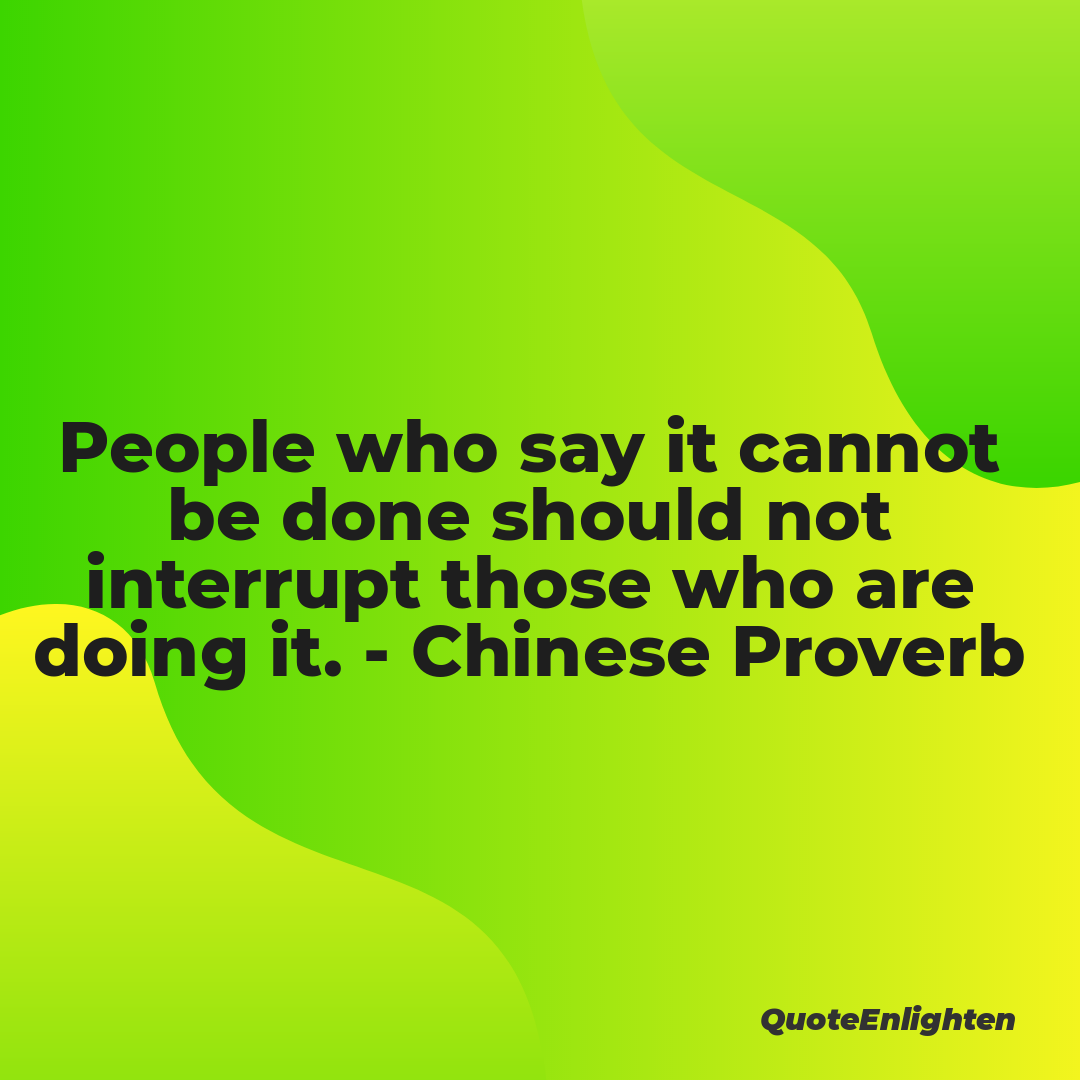 People who say it cannot
be done should not
interrupt those who are
doing it. - Chinese Proverb
QuoteEnlighten